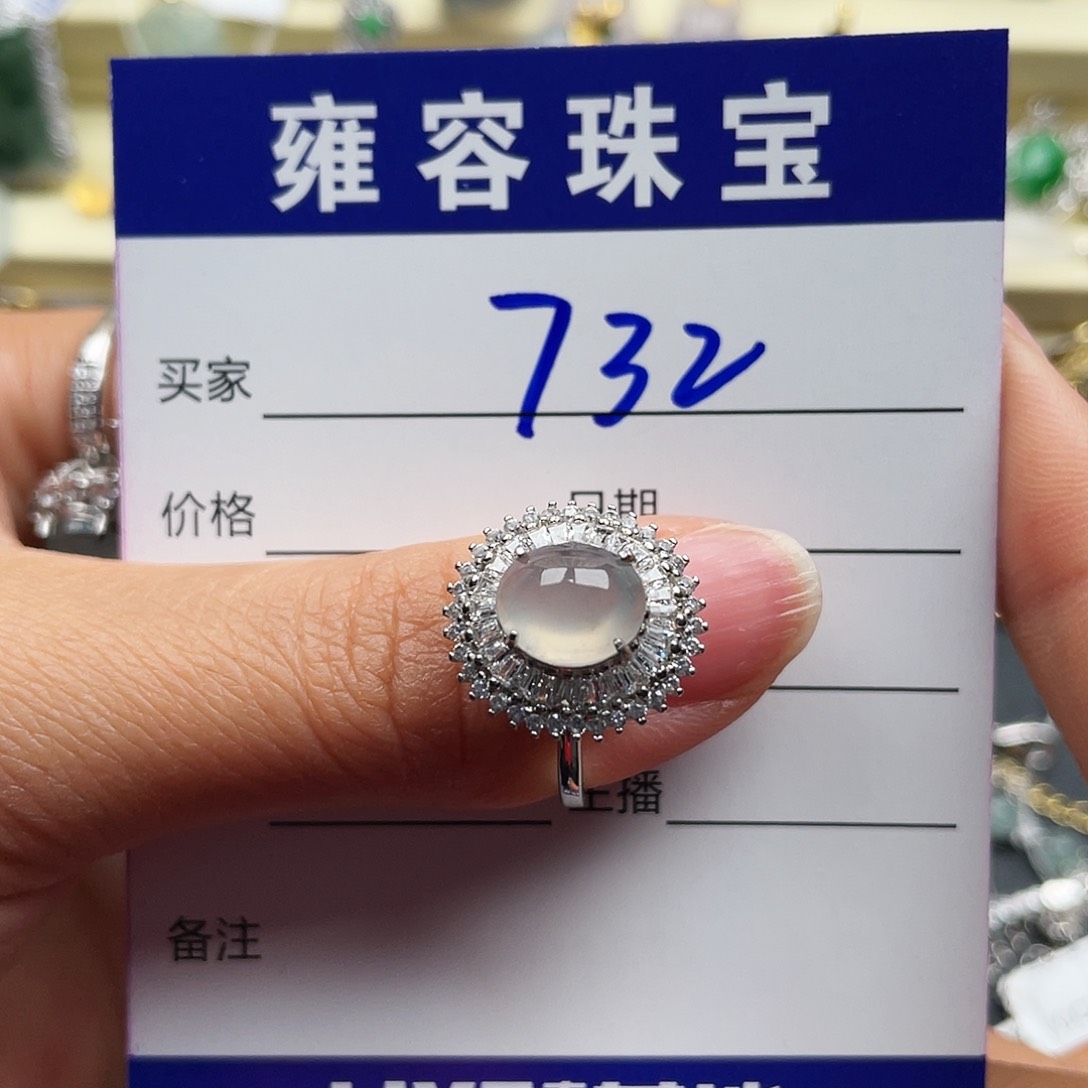 雍容珠宝
买家 732
价格 日期
主播
备注